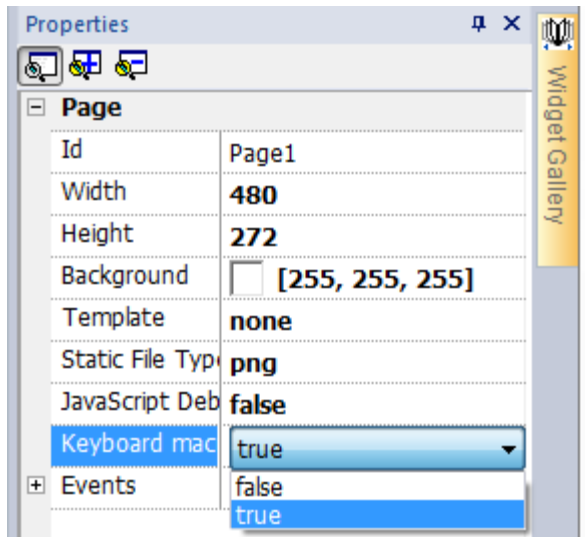 Properties
Widget Gallery
Page
Id Page1
Width 480
Height 272
Background [255, 255, 255]
Template none
Static File Typ png
JavaScript Deb false
Keyboard mac true
Events false
true